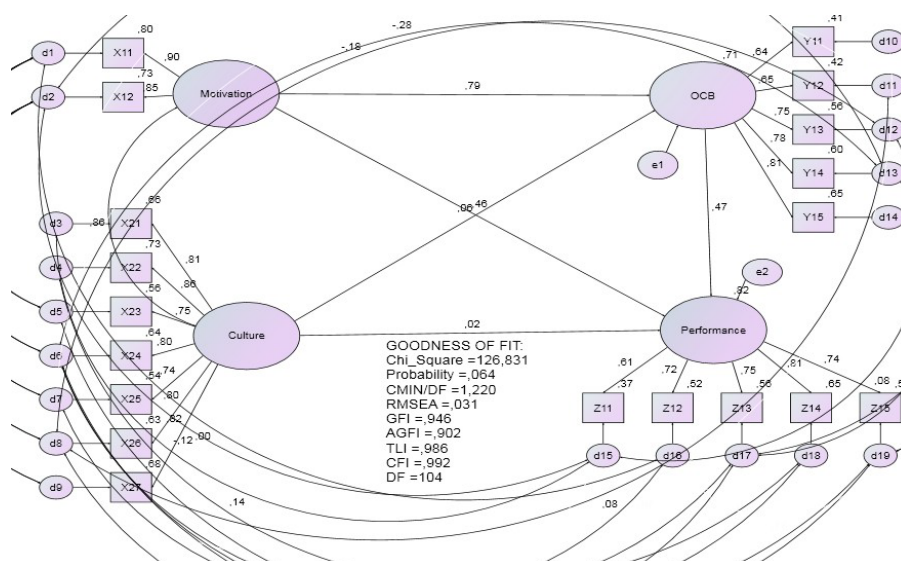 -,28
-,18
,80
,41
d1
X11
,90
,71
,64
Y11
d10
,73
,42
d2
X12
,85
Motivation
,79
OCB
,65
Y12
d11
,56
,75
Y13
d12
,78
,60
e1
,81
Y14
d13
,65
Y15
d14
,66
,06
,46
,47
d3
,86
X21
,73
,81
d4
X22
,86
e2
,56
,82
d5
X23
,75
Culture
,02
Performance
,64
d6
X24
,80
GOODNESS OF FIT:
Chi_Square =126,831
Probability =,064
CMIN/DF =1,220
RMSEA =,031
GFI =,946
AGFI =,902
TLI =,986
CFI =,992
DF =104
,61
,72
,75
,81
,74
,54
,74
,37
,52
,56
,65
,08
d7
X25
,80
Z11
Z12
Z13
Z14
Z15
,63
,82
d8
X26
-,12
,00
d15
d16
d17
d18
d19
,68
d9
X27
,14
,08